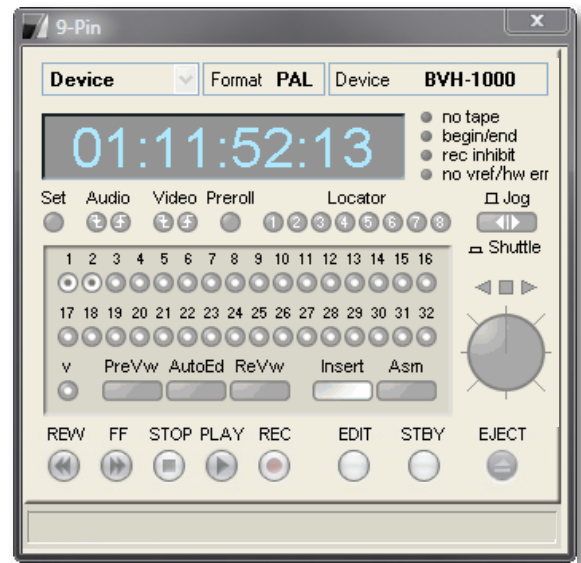 9-Pin
Device Format PAL Device BVH-1000
01:11:52:13
no tape
begin/end
rec inhibit
no vref/hw err
Set Audio Video Preroll Locator Jog
1 2 3 4 5 6 7 8
Shuttle
1 2 3 4 5 6 7 8 9 10 11 12 13 14 15 16
17 18 19 20 21 22 23 24 25 26 27 28 29 30 31 32
v PreVw AutoEd ReVw Insert Asm
REW FF STOP PLAY REC EDIT STBY EJECT